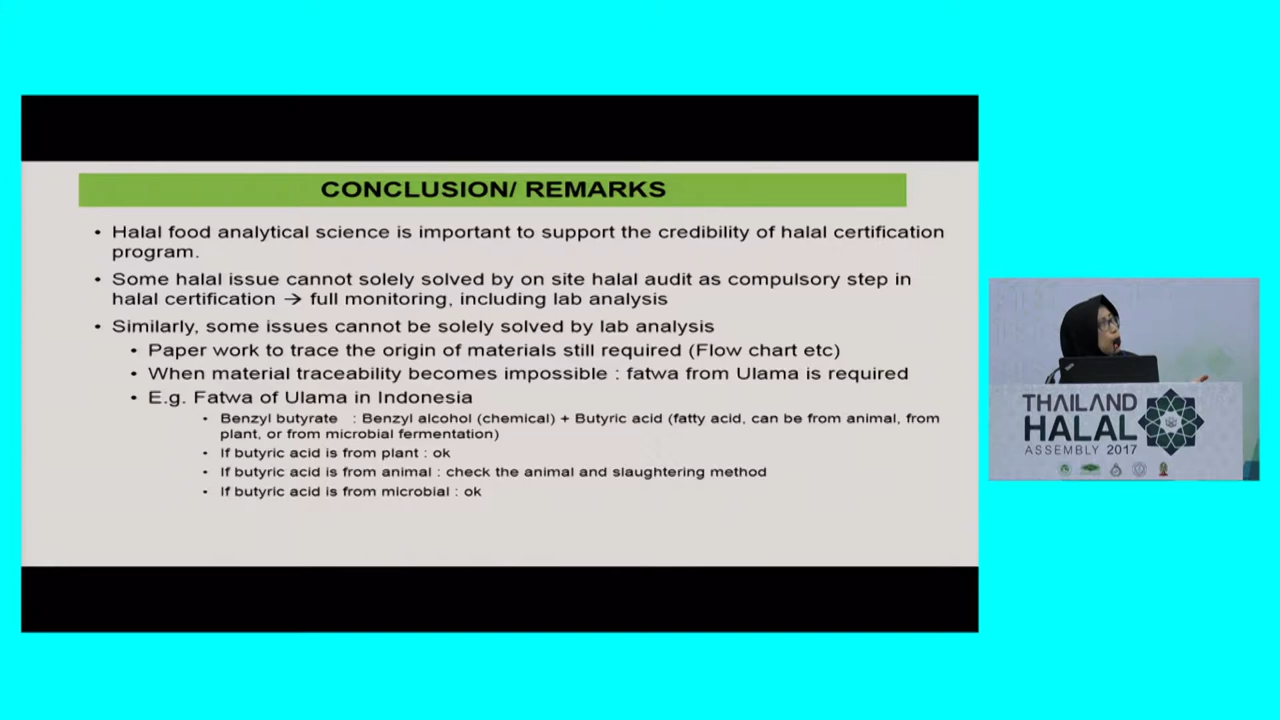 CONCLUSION/ REMARKS
• Halal food analytical science is important to support the credibility of halal certification
program.
• Some halal issue cannot solely solved by on site halal audit as compulsory step in
halal certification → full monitoring, including lab analysis
• Similarly, some issues cannot be solely solved by lab analysis
• Paper work to trace the origin of materials still required (Flow chart etc)
• When material traceability becomes impossible : fatwa from Ulama is required
• E.g. Fatwa of Ulama in Indonesia
• Benzyl butyrate : Benzyl alcohol (chemical) + Butyric acid (fatty acid, can be from animal, from
plant, or from microbial fermentation)
• If butyric acid is from plant : ok
• If butyric acid is from animal : check the animal and slaughtering method
• If butyric acid is from microbial : ok
THAILAND
HALAL
ASSEMBLY 2017